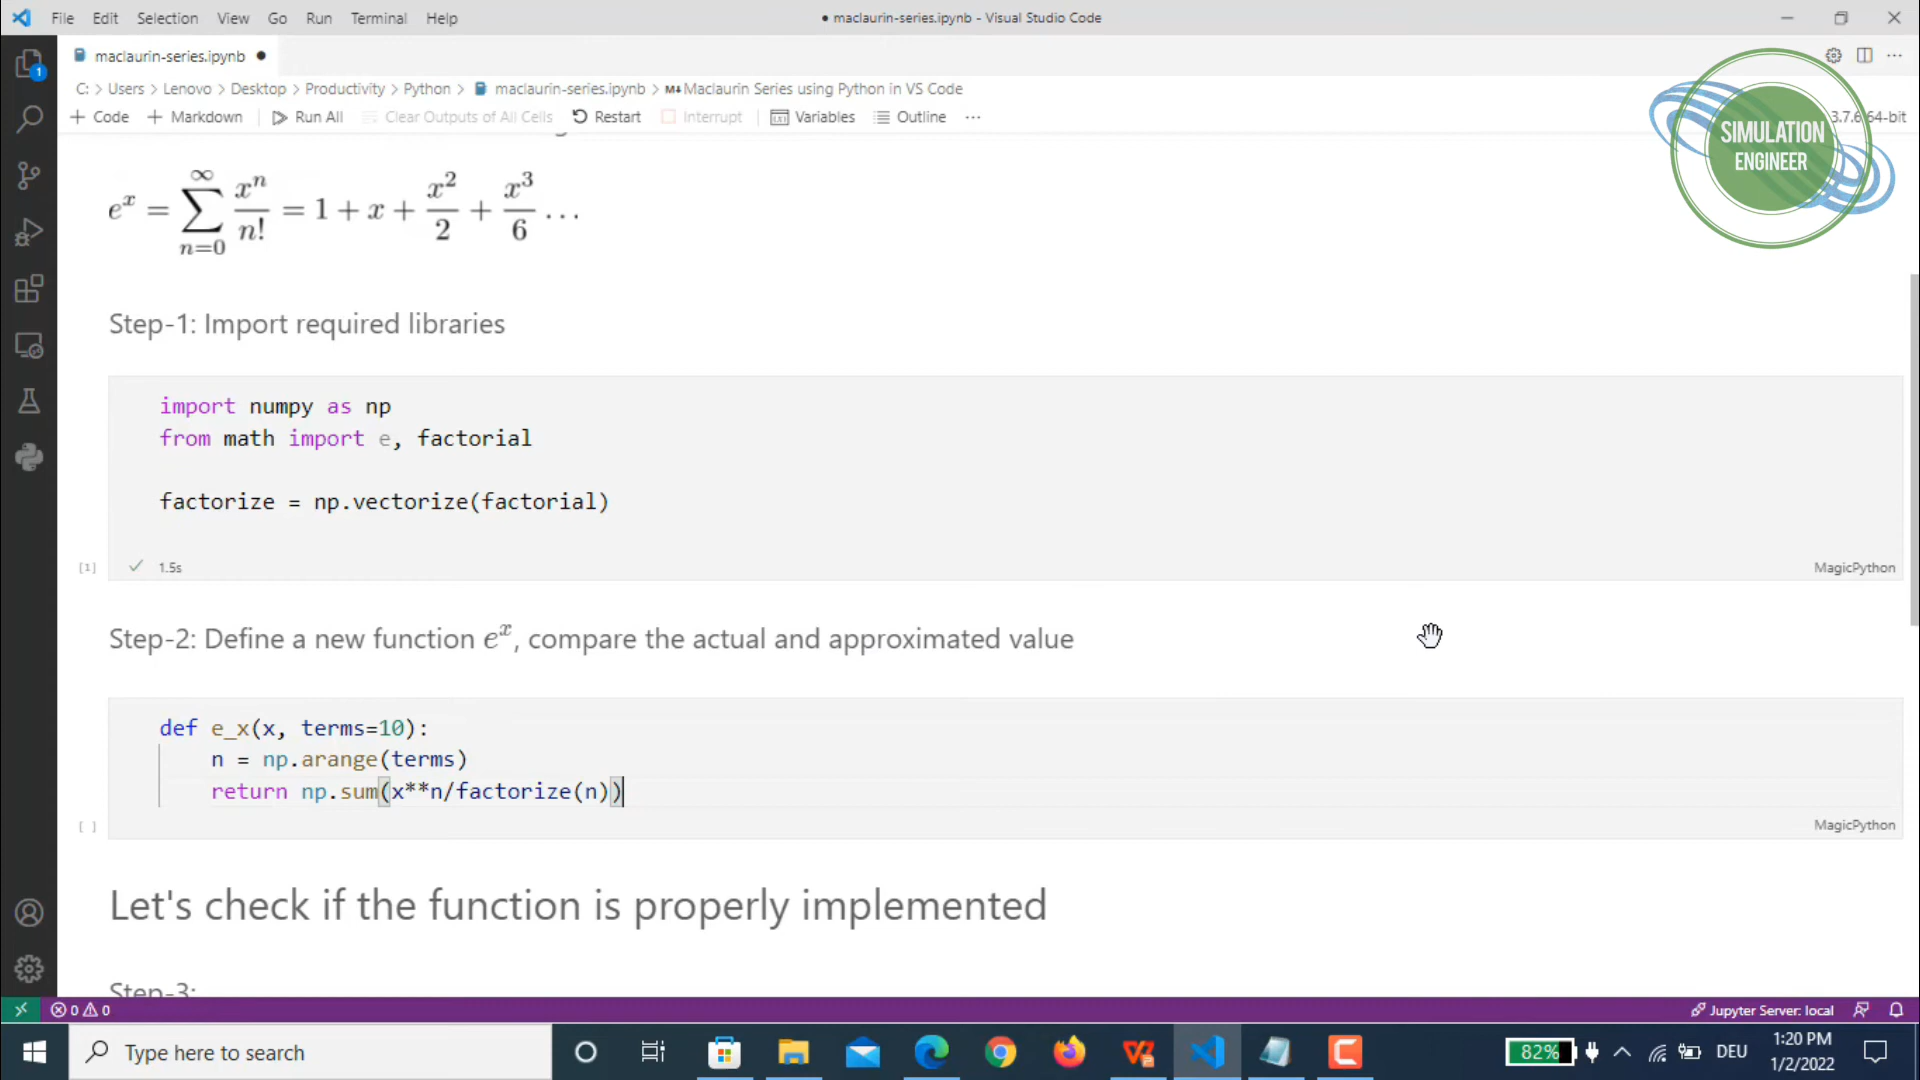 File Edit Selection View Go Run Terminal Help
● maclaurin-series.ipynb - Visual Studio Code
maclaurin-series.ipynb ●
C: > Users > Lenovo > Desktop > Productivity > Python > maclaurin-series.ipynb > M↓ Maclaurin Series using Python in VS Code
+ Code + Markdown Run All Clear Outputs of All Cells Restart Interrupt Variables Outline ...
3.7.6 64-bit
SIMULATION
ENGINEER
e^x = ∑_{n=0}^{∞} x^n/n! = 1 + x + x^2/2 + x^3/6 ...
Step-1: Import required libraries
import numpy as np
from math import e, factorial
factorize = np.vectorize(factorial)
[1] ✓ 1.5s MagicPython
Step-2: Define a new function e^x, compare the actual and approximated value
def e_x(x, terms=10):
    n = np.arange(terms)
    return np.sum(x**n/factorize(n))
[ ] MagicPython
Let's check if the function is properly implemented
Step-3:
0 0 Jupyter Server: local
Type here to search
82% DEU
1:20 PM
1/2/2022
1